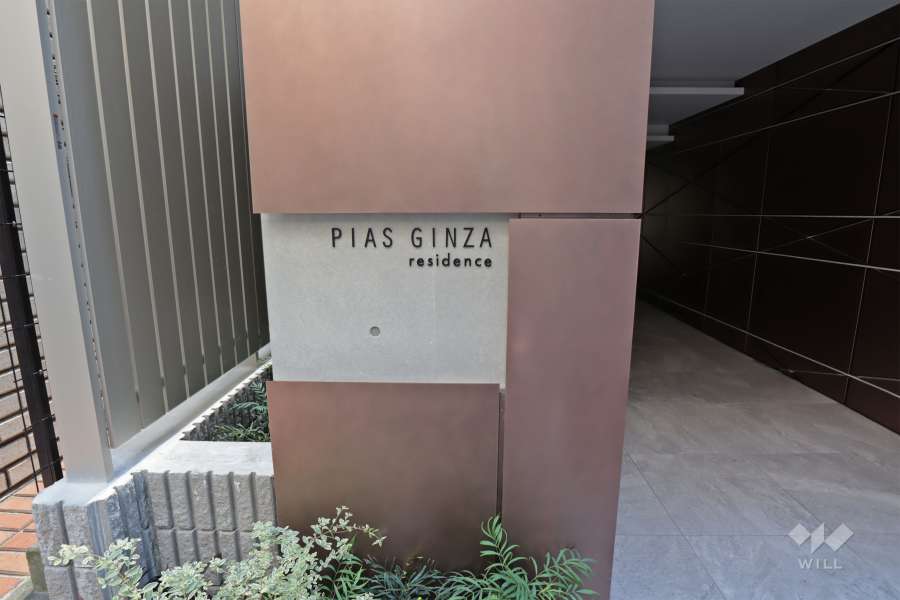 PIAS GINZA
residence
WILL